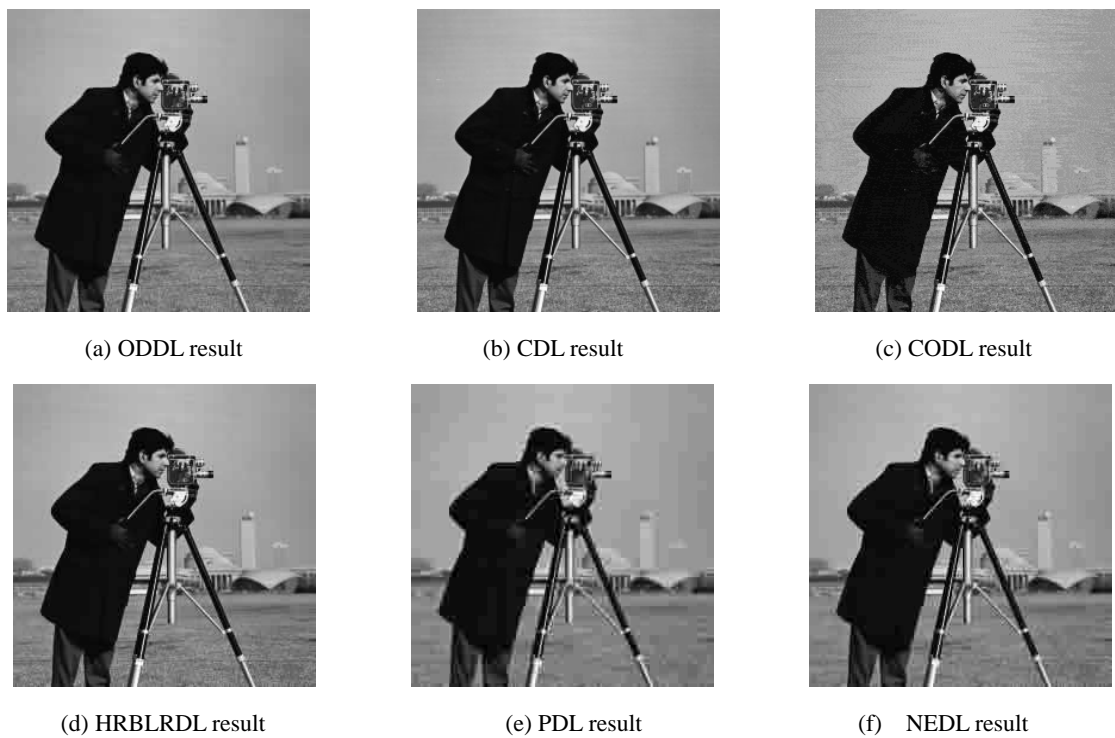 (a) ODDL result
(b) CDL result
(c) CODL result
(d) HRBLRDL result
(e) PDL result
(f) NEDL result